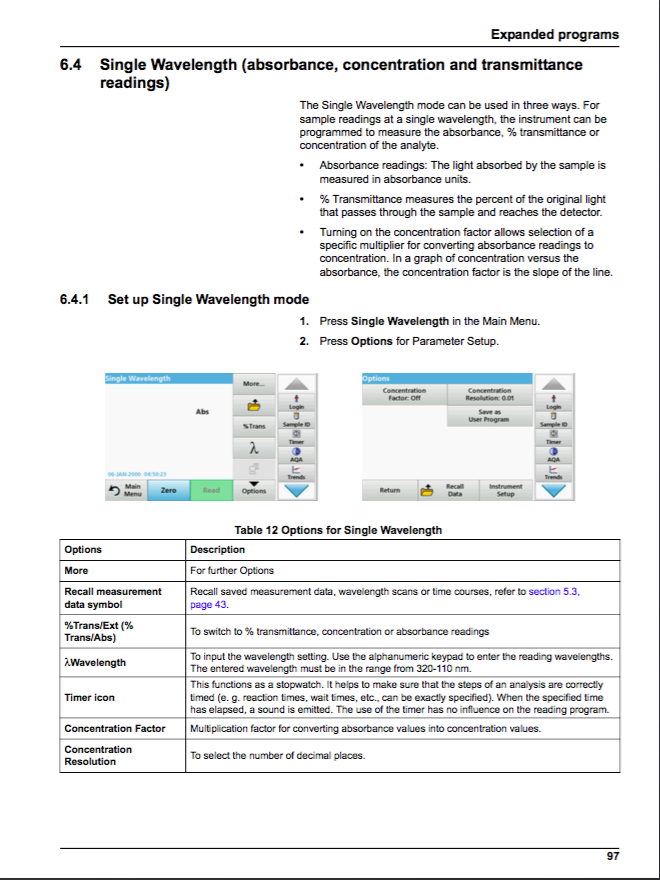 Expanded programs
6.4 Single Wavelength (absorbance, concentration and transmittance
readings)
The Single Wavelength mode can be used in three ways. For
sample readings at a single wavelength, the instrument can be
programmed to measure the absorbance, % transmittance or
concentration of the analyte.
• Absorbance readings: The light absorbed by the sample is
measured in absorbance units.
• % Transmittance measures the percent of the original light
that passes through the sample and reaches the detector.
• Turning on the concentration factor allows selection of a
specific multiplier for converting absorbance readings to
concentration. In a graph of concentration versus the
absorbance, the concentration factor is the slope of the line.
6.4.1 Set up Single Wavelength mode
1. Press Single Wavelength in the Main Menu.
2. Press Options for Parameter Setup.
Single Wavelength
More...
Abs
%Trans
λ
06-JAN-2000 04:50:23
Main
Menu
Zero
Read
Options
Login
Sample ID
Timer
AQA
Trends
Options
Concentration
Factor: Off
Concentration
Resolution: 0.01
Save as
User Program
Return
Recall
Data
Instrument
Setup
Login
Sample ID
Timer
AQA
Trends
Table 12 Options for Single Wavelength
Options Description
More For further Options
Recall measurement
data symbol
Recall saved measurement data, wavelength scans or time courses, refer to section 5.3,
page 43.
%Trans/Ext (%
Trans/Abs)
To switch to % transmittance, concentration or absorbance readings
λWavelength
To input the wavelength setting. Use the alphanumeric keypad to enter the reading wavelengths.
The entered wavelength must be in the range from 320-110 nm.
Timer icon
This functions as a stopwatch. It helps to make sure that the steps of an analysis are correctly
timed (e. g. reaction times, wait times, etc., can be exactly specified). When the specified time
has elapsed, a sound is emitted. The use of the timer has no influence on the reading program.
Concentration Factor Multiplication factor for converting absorbance values into concentration values.
Concentration
Resolution
To select the number of decimal places.
97